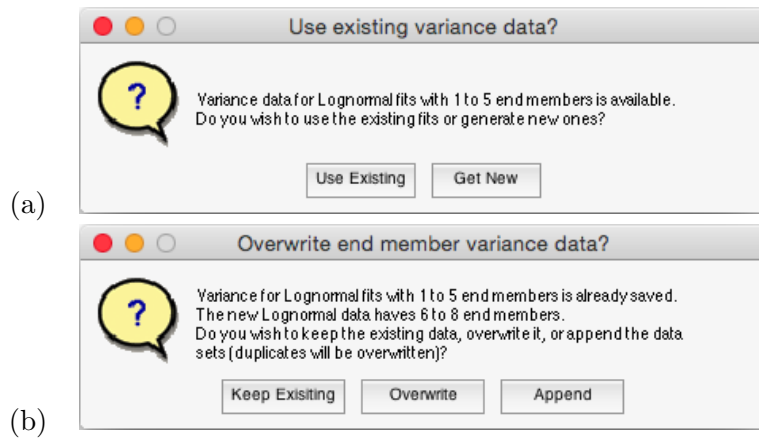 Use existing variance data?
?
Variance data for Lognormal fits with 1 to 5 end members is available.
Do you wish to use the existing fits or generate new ones?
Use Existing Get New
(a)
Overwrite end member variance data?
?
Variance for Lognormal fits with 1 to 5 end members is already saved.
The new Lognormal data haves 6 to 8 end members.
Do you wish to keep the existing data, overwrite it, or append the data
sets (duplicates will be overwritten)?
Keep Exisiting Overwrite Append
(b)